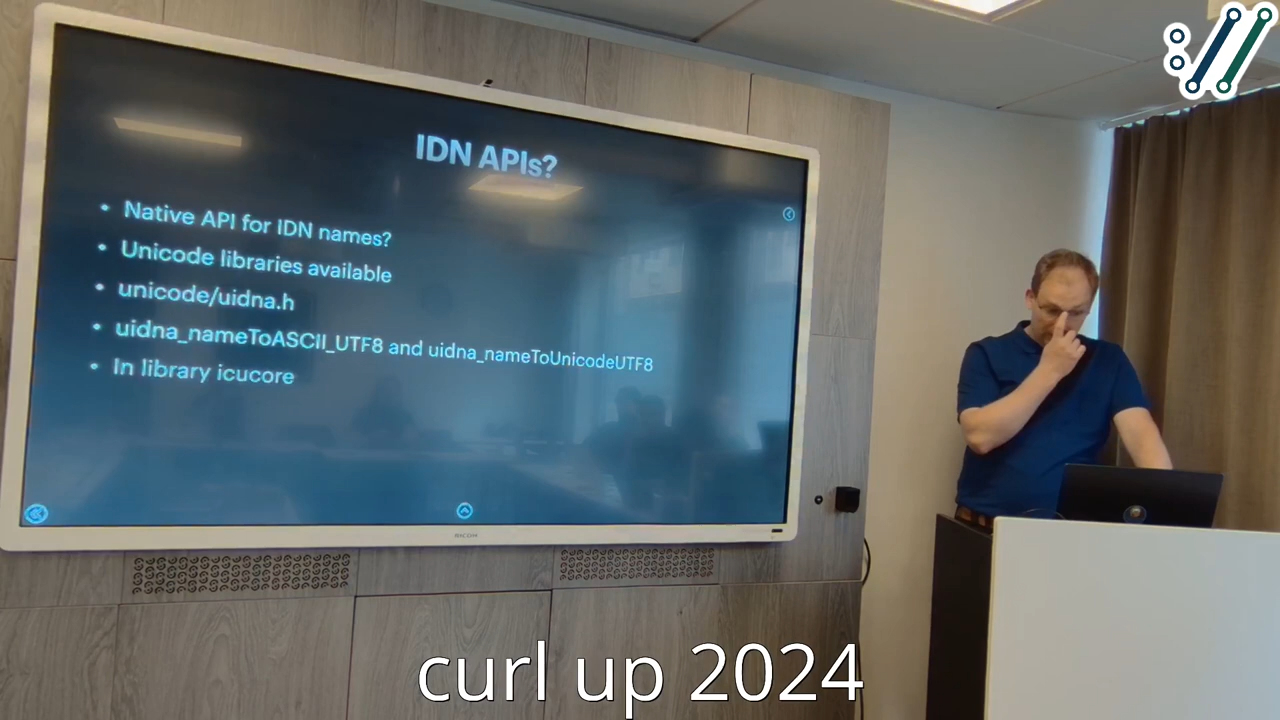 IDN APIs?
• Native API for IDN names?
• Unicode libraries available
• unicode/uidna.h
• uidna_nameToASCII_UTF8 and uidna_nameToUnicodeUTF8
• In library icucore
curl up 2024